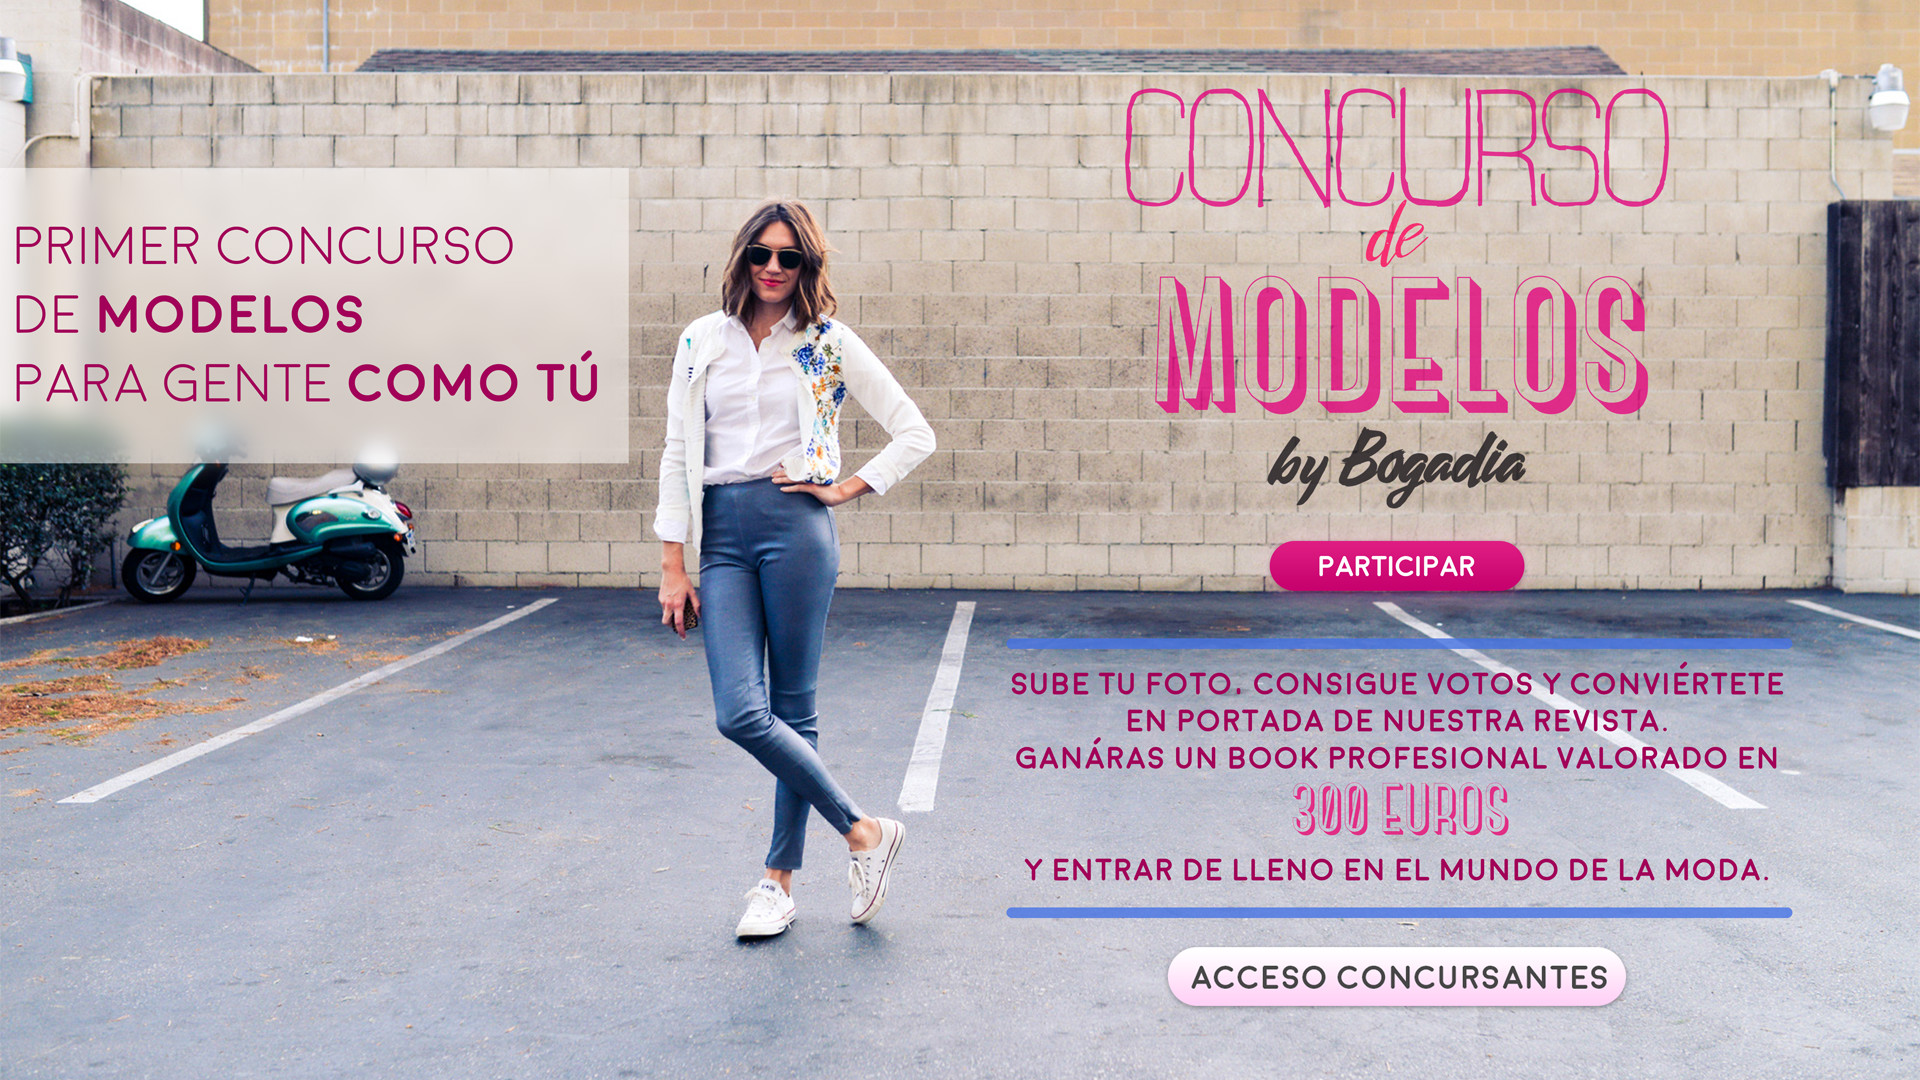 PRIMER CONCURSO
DE MODELOS
PARA GENTE COMO TÚ
CONCURSO
de
MODELOS
by Bogadia
PARTICIPAR
SUBE TU FOTO, CONSIGUE VOTOS Y CONVIÉRTETE
EN PORTADA DE NUESTRA REVISTA.
GANÁRAS UN BOOK PROFESIONAL VALORADO EN
300 EUROS
Y ENTRAR DE LLENO EN EL MUNDO DE LA MODA.
ACCESO CONCURSANTES